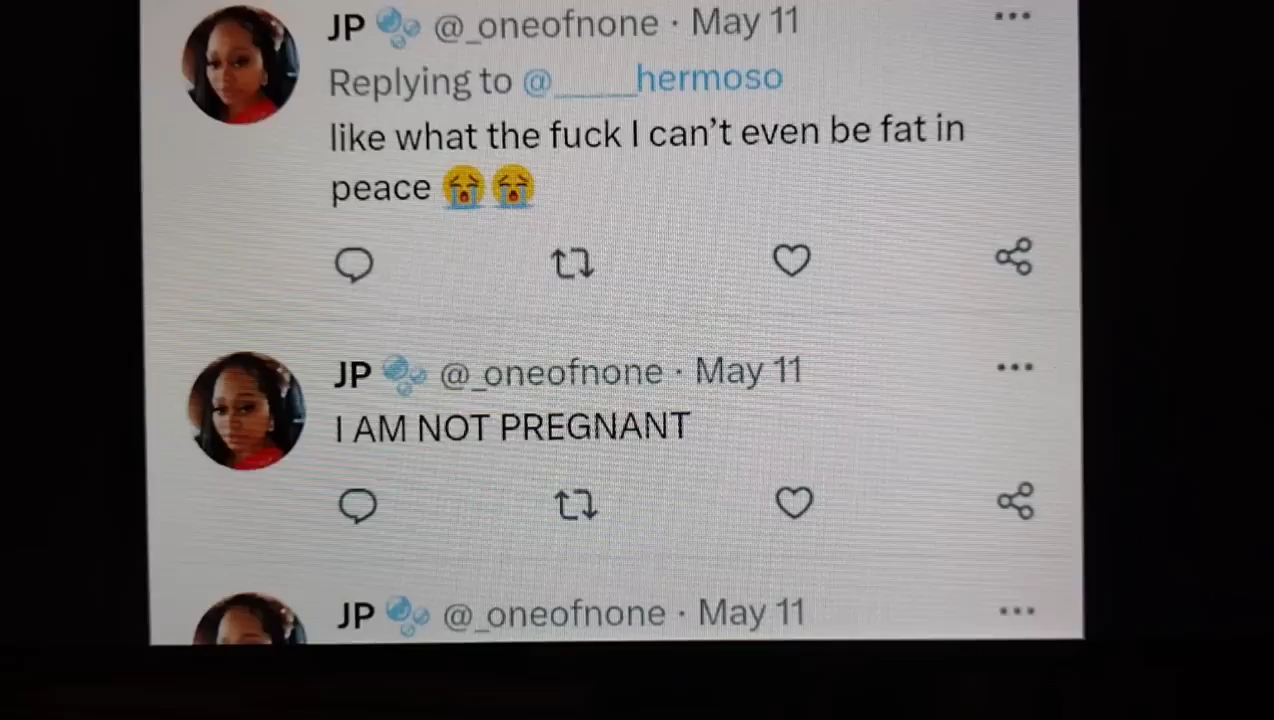 JP 🫧 @_oneofnone · May 11
Replying to @_____hermoso
like what the fuck I can’t even be fat in
peace 😭😭
JP 🫧 @_oneofnone · May 11
I AM NOT PREGNANT
JP 🫧 @_oneofnone · May 11